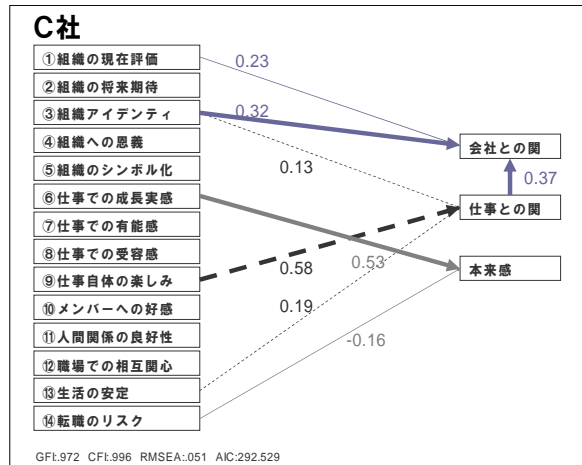 C社
①組織の現在評価
②組織の将来期待
③組織アイデンティ
④組織への恩義
⑤組織のシンボル化
⑥仕事での成長実感
⑦仕事での有能感
⑧仕事での受容感
⑨仕事自体の楽しみ
⑩メンバーへの好感
⑪人間関係の良好性
⑫職場での相互関心
⑬生活の安定
⑭転職のリスク
0.23
0.32
0.13
0.58
0.53
0.19
-0.16
会社との関
0.37
仕事との関
本来感
GFI:.972 CFI:.996 RMSEA:.051 AIC:292.529